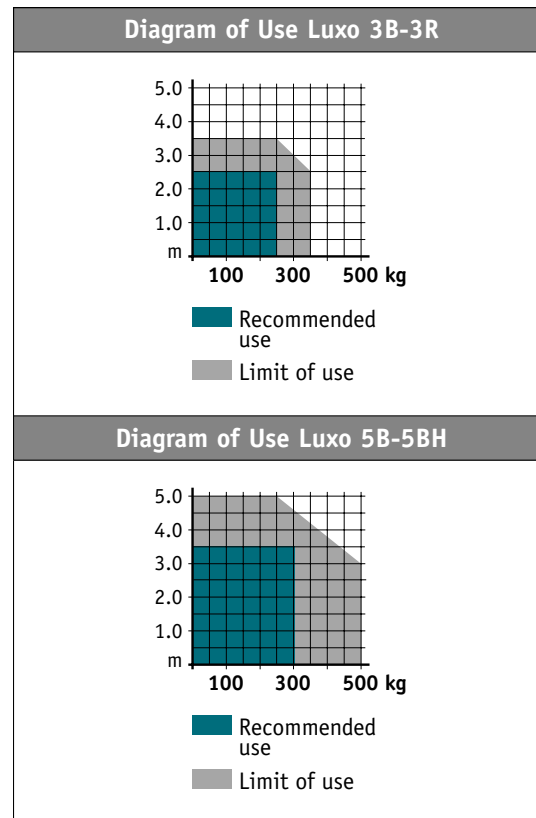 Diagram of Use Luxo 3B-3R
5.0
4.0
3.0
2.0
1.0
m
100 300 500 kg
Recommended
use
Limit of use
Diagram of Use Luxo 5B-5BH
5.0
4.0
3.0
2.0
1.0
m
100 300 500 kg
Recommended
use
Limit of use